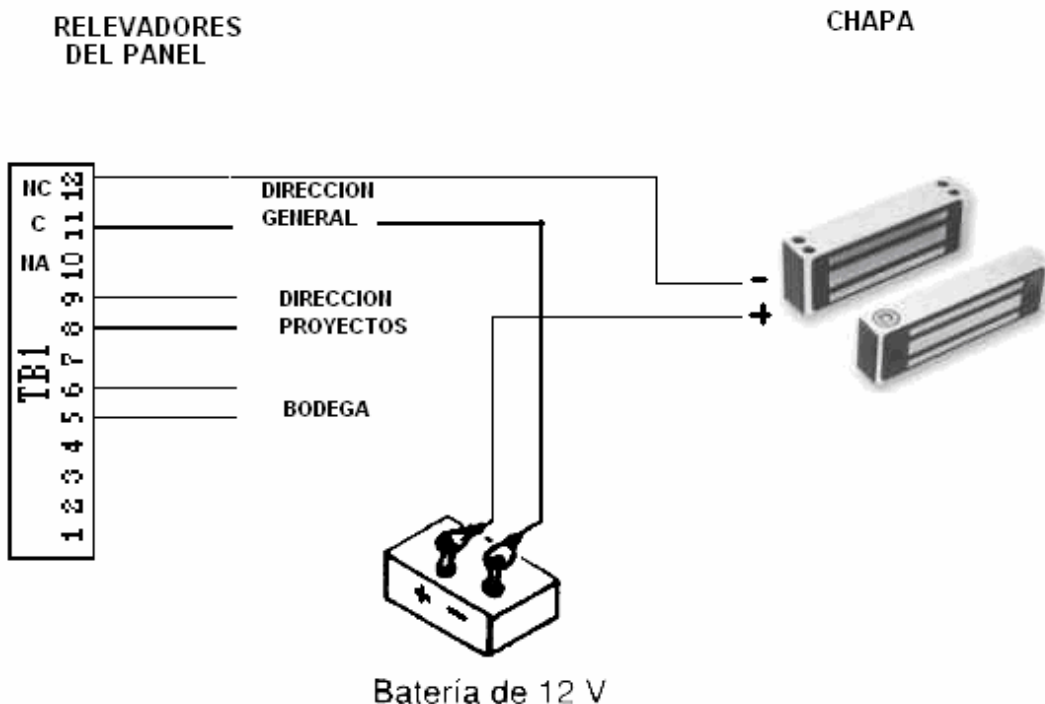 RELEVADORES
DEL PANEL
CHAPA
NC 12
C 11
NA 10
9
8
7
6
5
4
3
2
1
TB1
DIRECCION
GENERAL
DIRECCION
PROYECTOS
BODEGA
-
+
+ -
Batería de 12 V